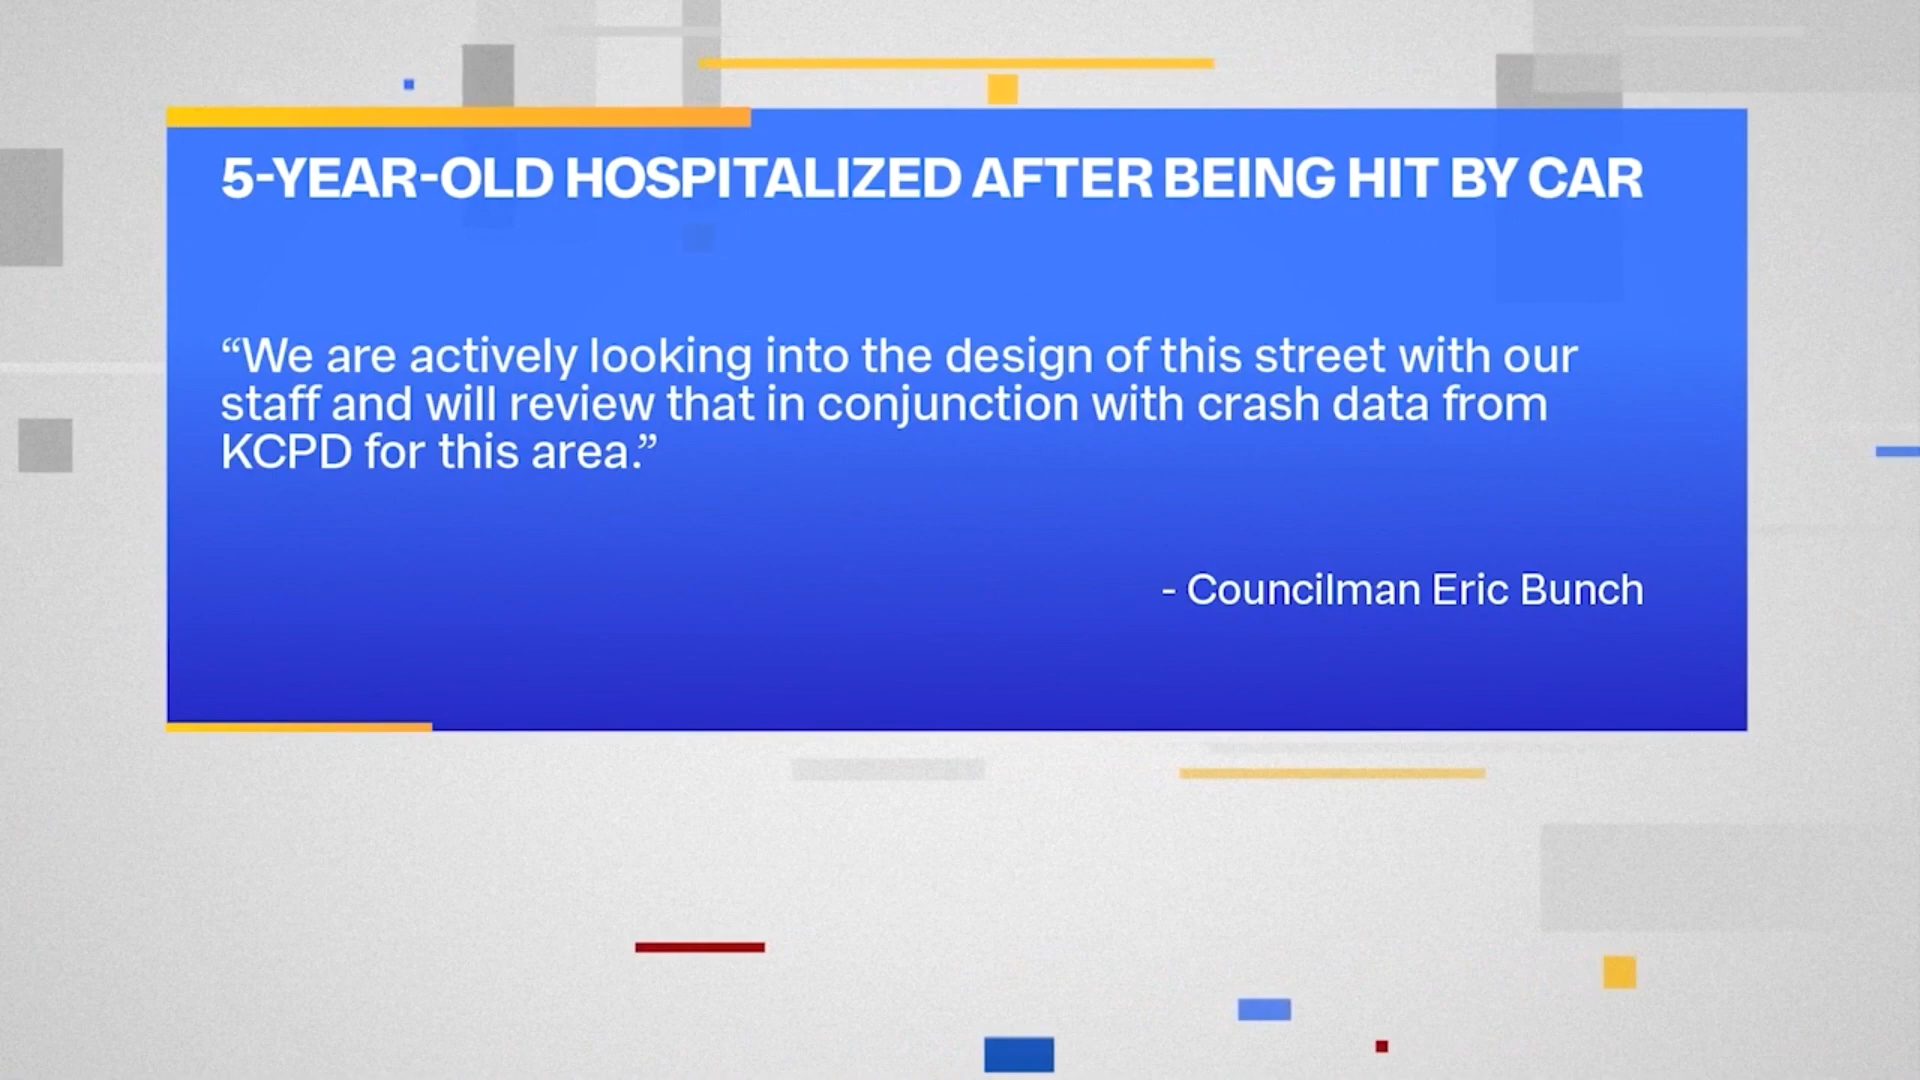 5-YEAR-OLD HOSPITALIZED AFTER BEING HIT BY CAR
“We are actively looking into the design of this street with our
staff and will review that in conjunction with crash data from
KCPD for this area.”
- Councilman Eric Bunch